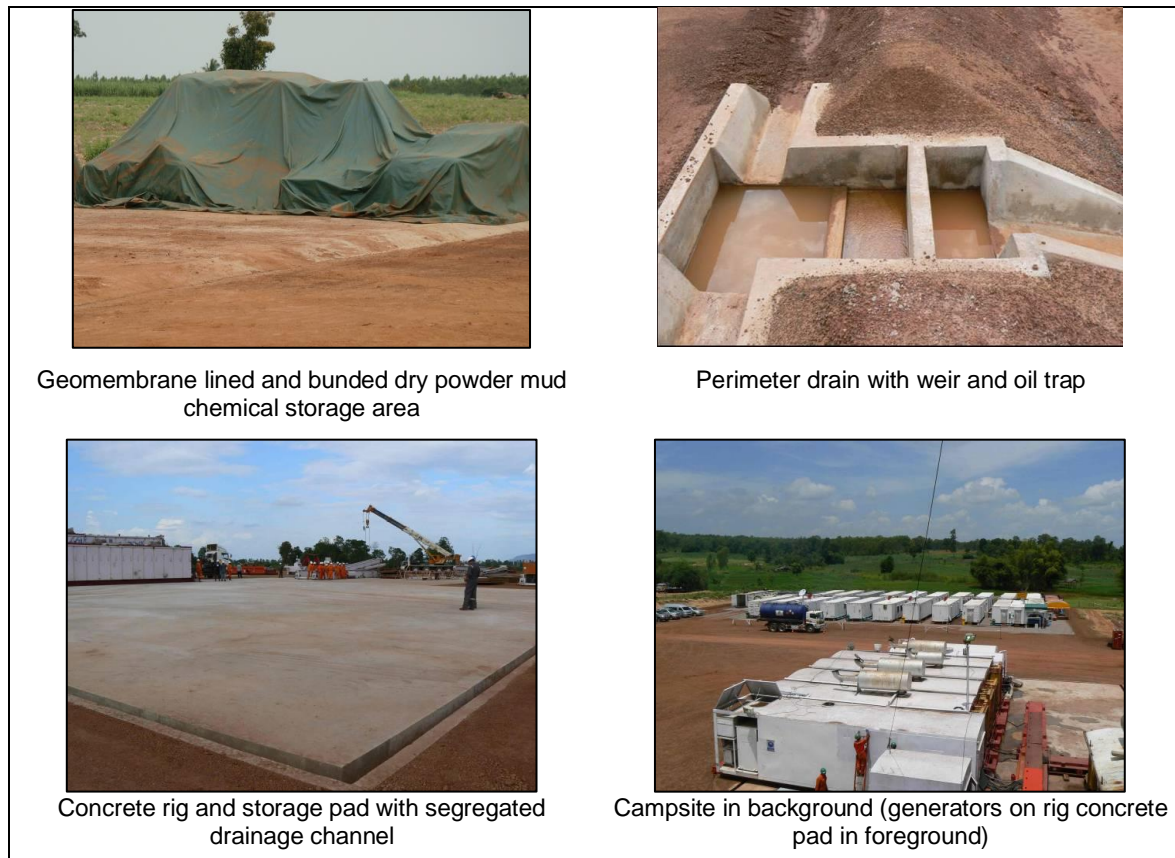 Geomembrane lined and bunded dry powder mud
chemical storage area
Perimeter drain with weir and oil trap
Concrete rig and storage pad with segregated
drainage channel
Campsite in background (generators on rig concrete
pad in foreground)